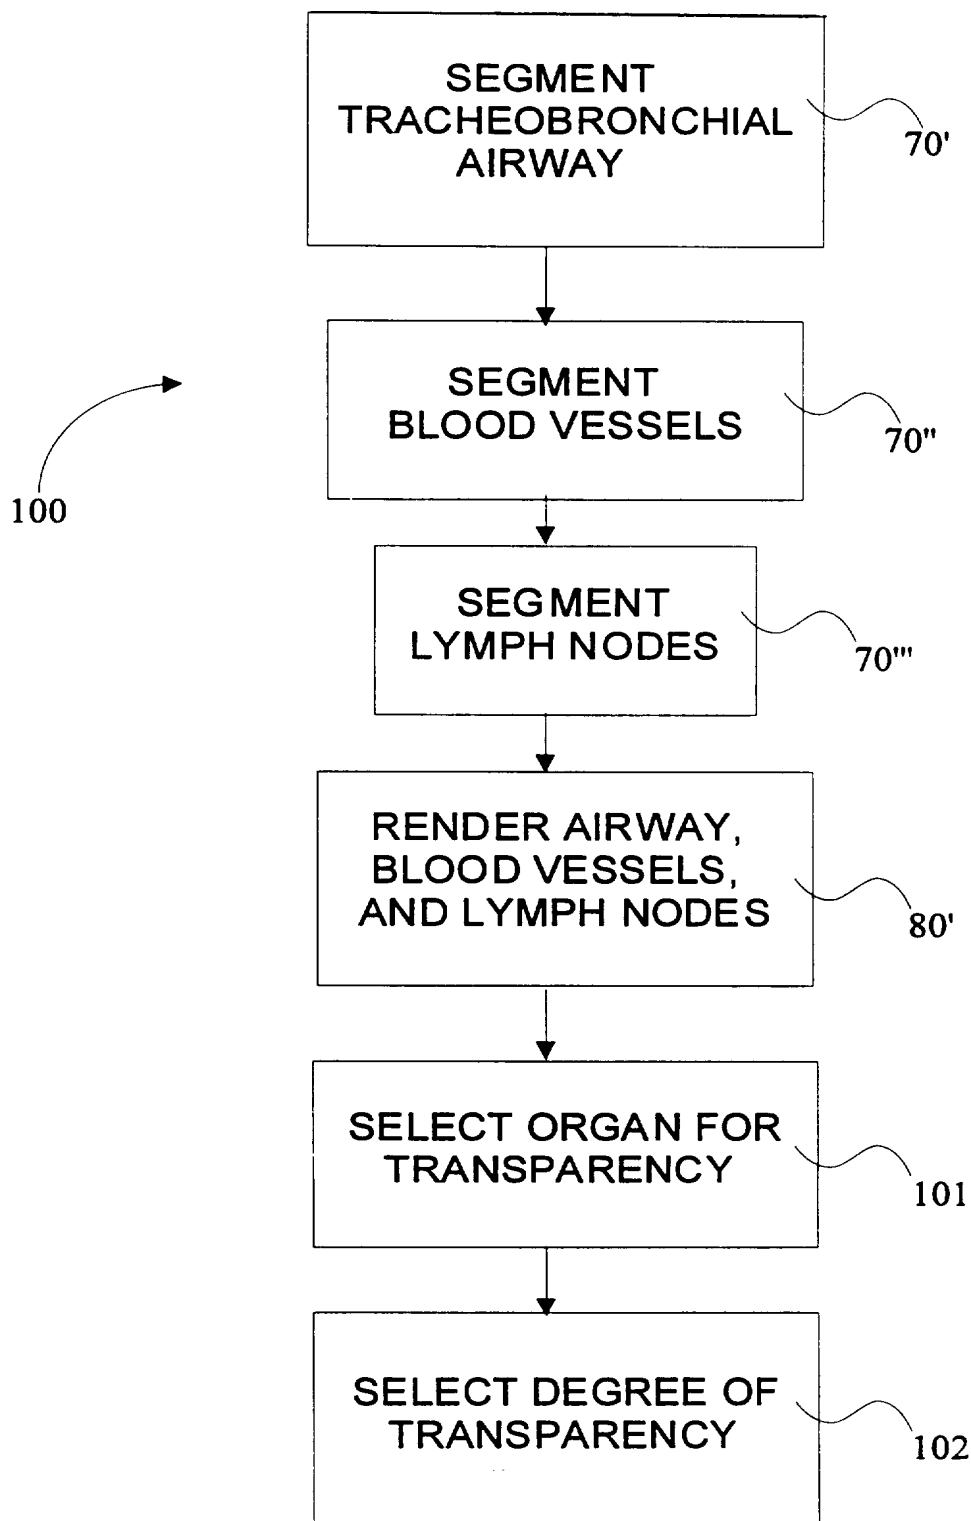 SEGMENT
TRACHEOBRONCHIAL
AIRWAY
70'
SEGMENT
BLOOD VESSELS
70"
100
SEGMENT
LYMPH NODES
70'"
RENDER AIRWAY,
BLOOD VESSELS,
AND LYMPH NODES
80'
SELECT ORGAN FOR
TRANSPARENCY
101
SELECT DEGREE OF
TRANSPARENCY
102